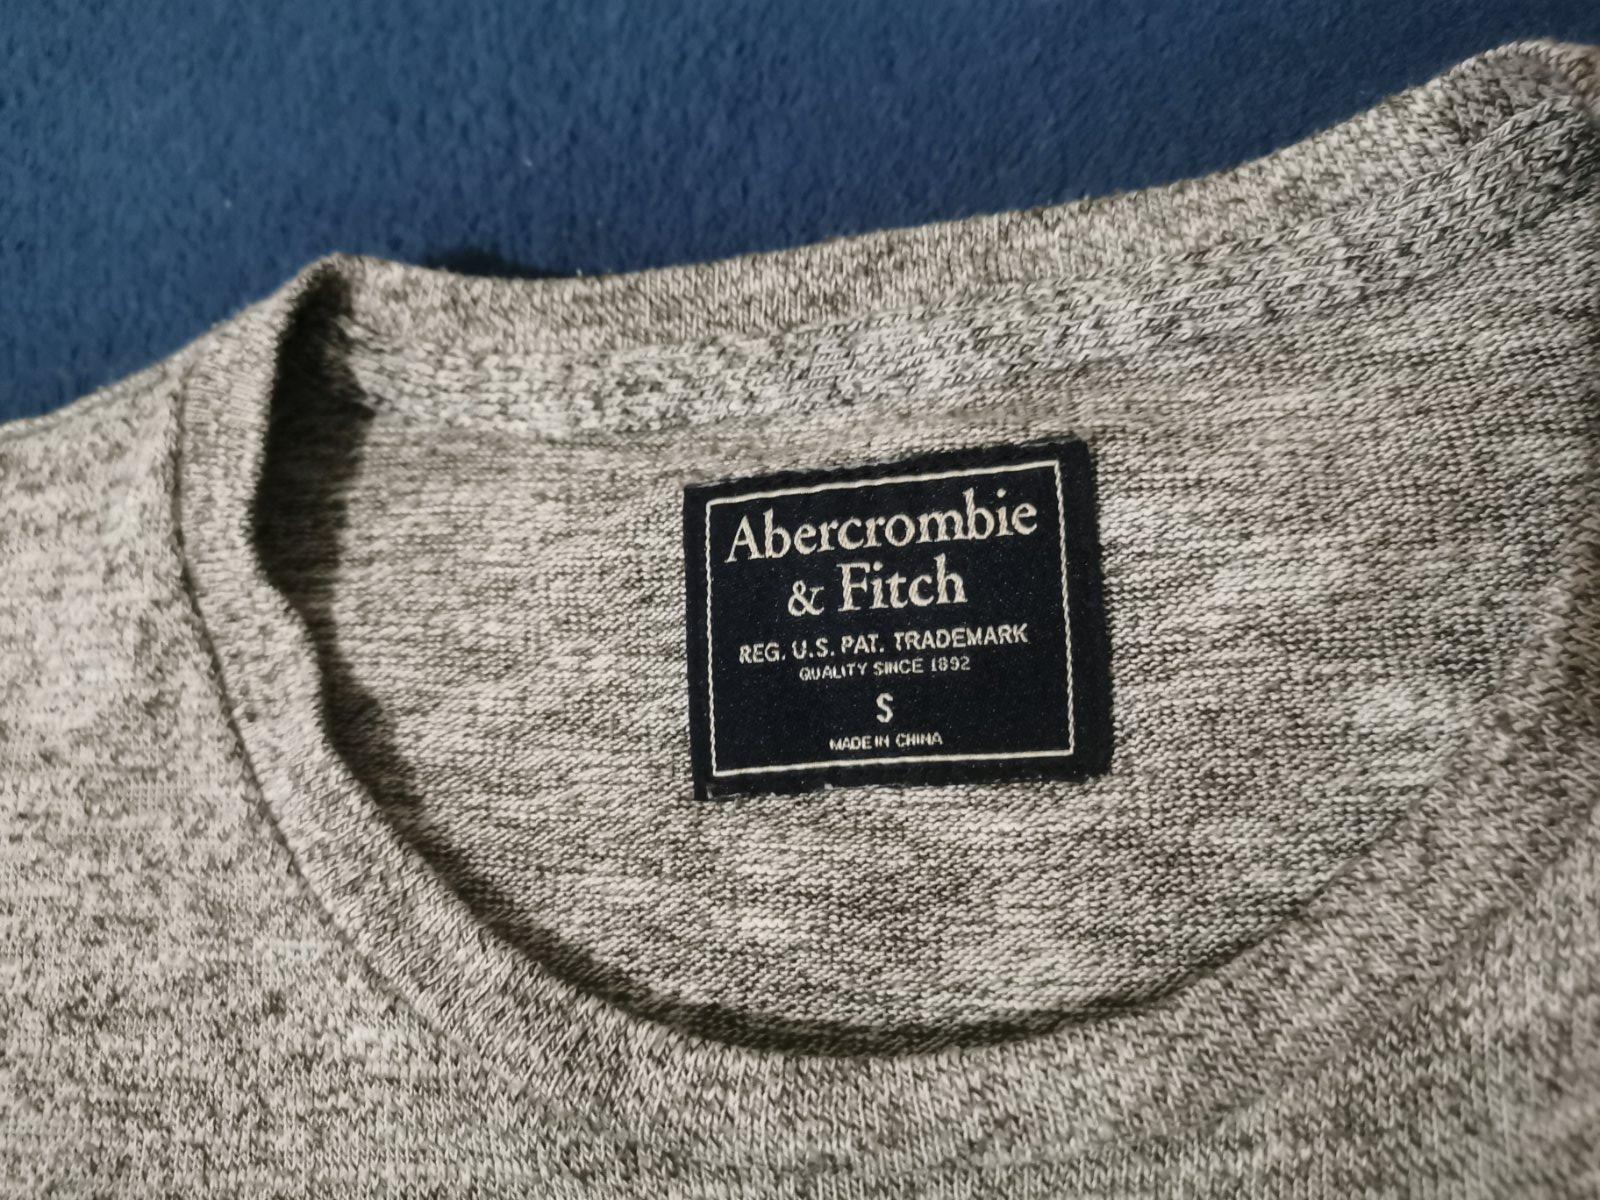 Abercrombie
& Fitch
REG. U.S. PAT. TRADEMARK
QUALITY SINCE 1892
S
MADE IN CHINA